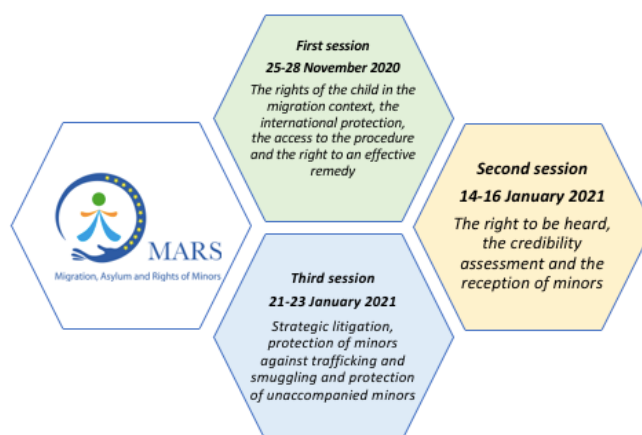 First session
25-28 November 2020
The rights of the child in the
migration context, the
international protection,
the access to the procedure
and the right to an effective
remedy
MARS
Migration, Asylum and Rights of Minors
Second session
14-16 January 2021
The right to be heard,
the credibility
assessment and the
reception of minors
Third session
21-23 January 2021
Strategic litigation,
protection of minors
against trafficking and
smuggling and protection
of unaccompanied minors